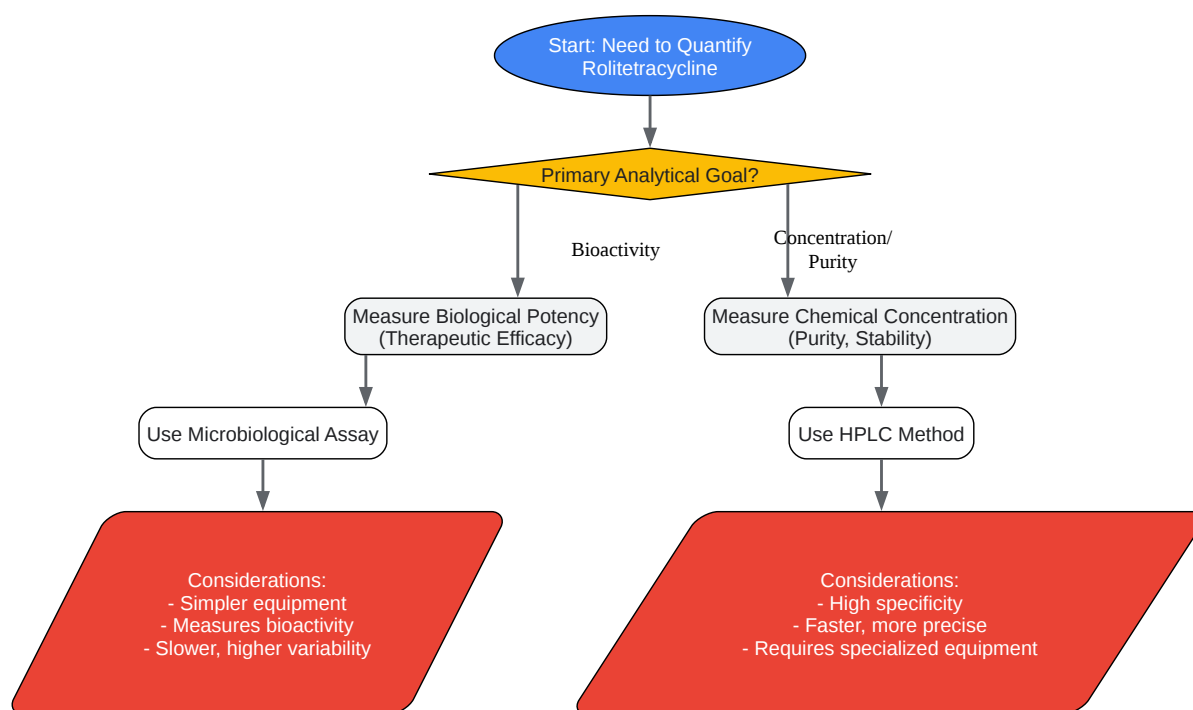 Start: Need to Quantify
Rolitetracycline
Primary Analytical Goal?
Bioactivity
Concentration/
Purity
Measure Biological Potency
(Therapeutic Efficacy)
Measure Chemical Concentration
(Purity, Stability)
Use Microbiological Assay
Use HPLC Method
Considerations:
- Simpler equipment
- Measures bioactivity
- Slower, higher variability
Considerations:
- High specificity
- Faster, more precise
- Requires specialized equipment